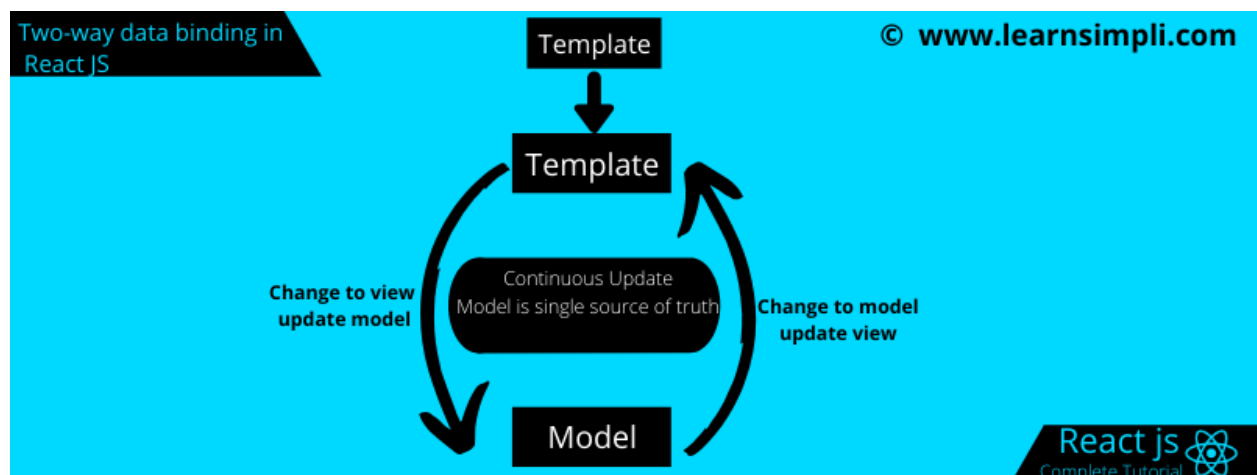 Two-way data binding in
React JS
Template
© www.learnsimpli.com
Template
Continuous Update
Model is single source of truth
Change to view
update model
Change to model
update view
Model
React js
Complete Tutorial